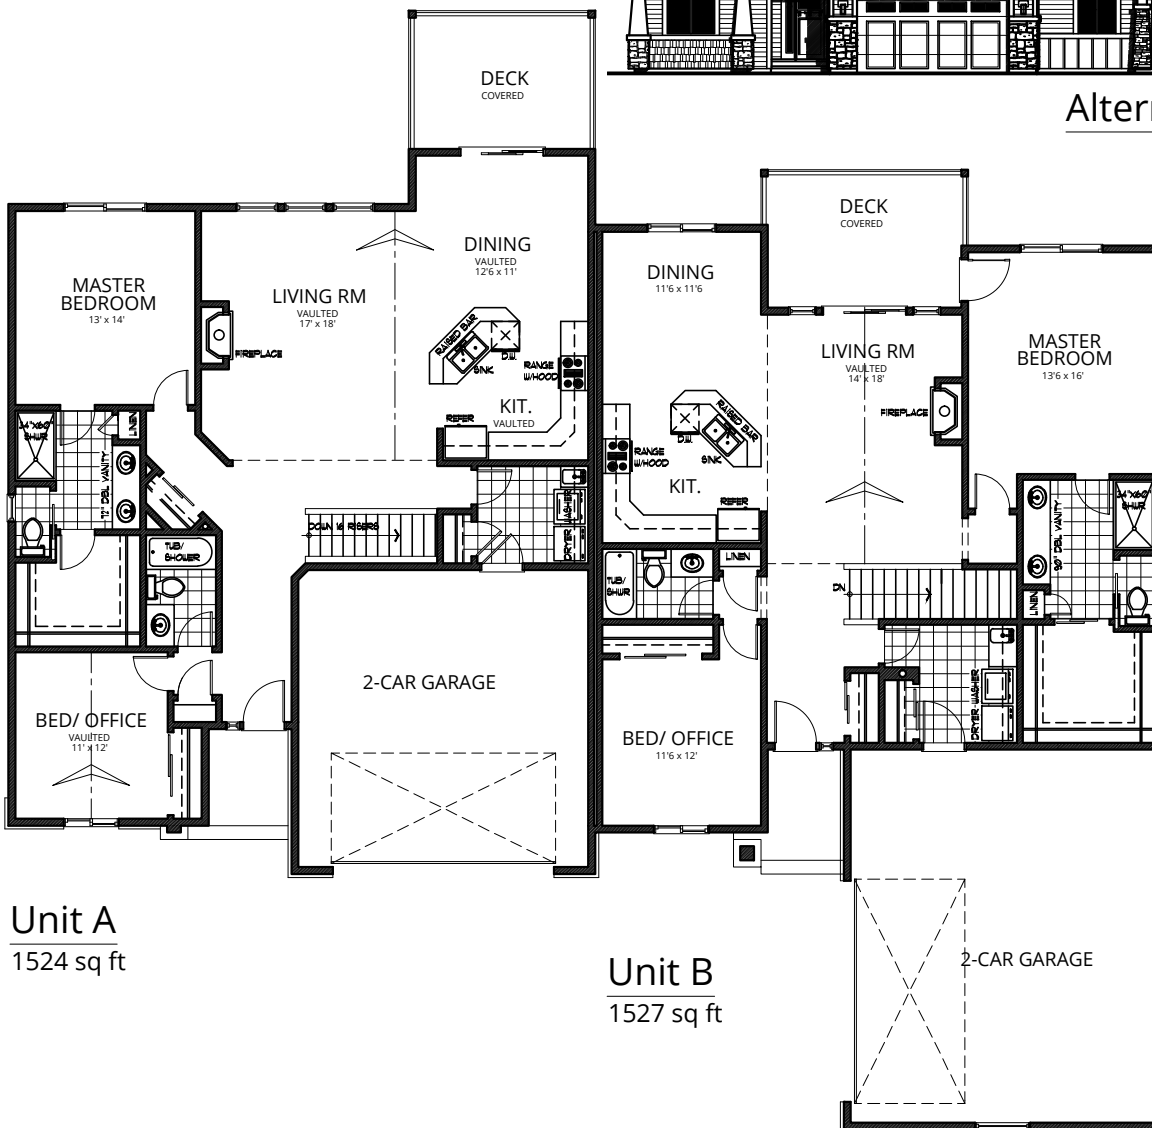 Altern
DECK
COVERED
MASTER
BEDROOM
13' x 14'
LIVING RM
VAULTED
17' x 18'
DINING
VAULTED
12'6 x 11'
FIREPLACE
RAISED BAR
SINK
D.W.
RANGE
W/HOOD
KIT.
VAULTED
REFER
SHWR
LINEN
72" DBL VANITY
DOWN 16 RISERS
WASHER
DRYER
TUB/
SHOWER
BED/ OFFICE
VAULTED
11' x 12'
2-CAR GARAGE
Unit A
1524 sq ft
DECK
COVERED
DINING
11'6 x 11'6
LIVING RM
VAULTED
14' x 18'
MASTER
BEDROOM
13'6 x 16'
FIREPLACE
RAISED BAR
D.W.
SINK
RANGE
W/HOOD
KIT.
REFER
LINEN
TUB/
SHWR
DN
SHWR
DBL VANITY
LINEN
DRYER
WASHER
BED/ OFFICE
11'6 x 12'
2-CAR GARAGE
Unit B
1527 sq ft